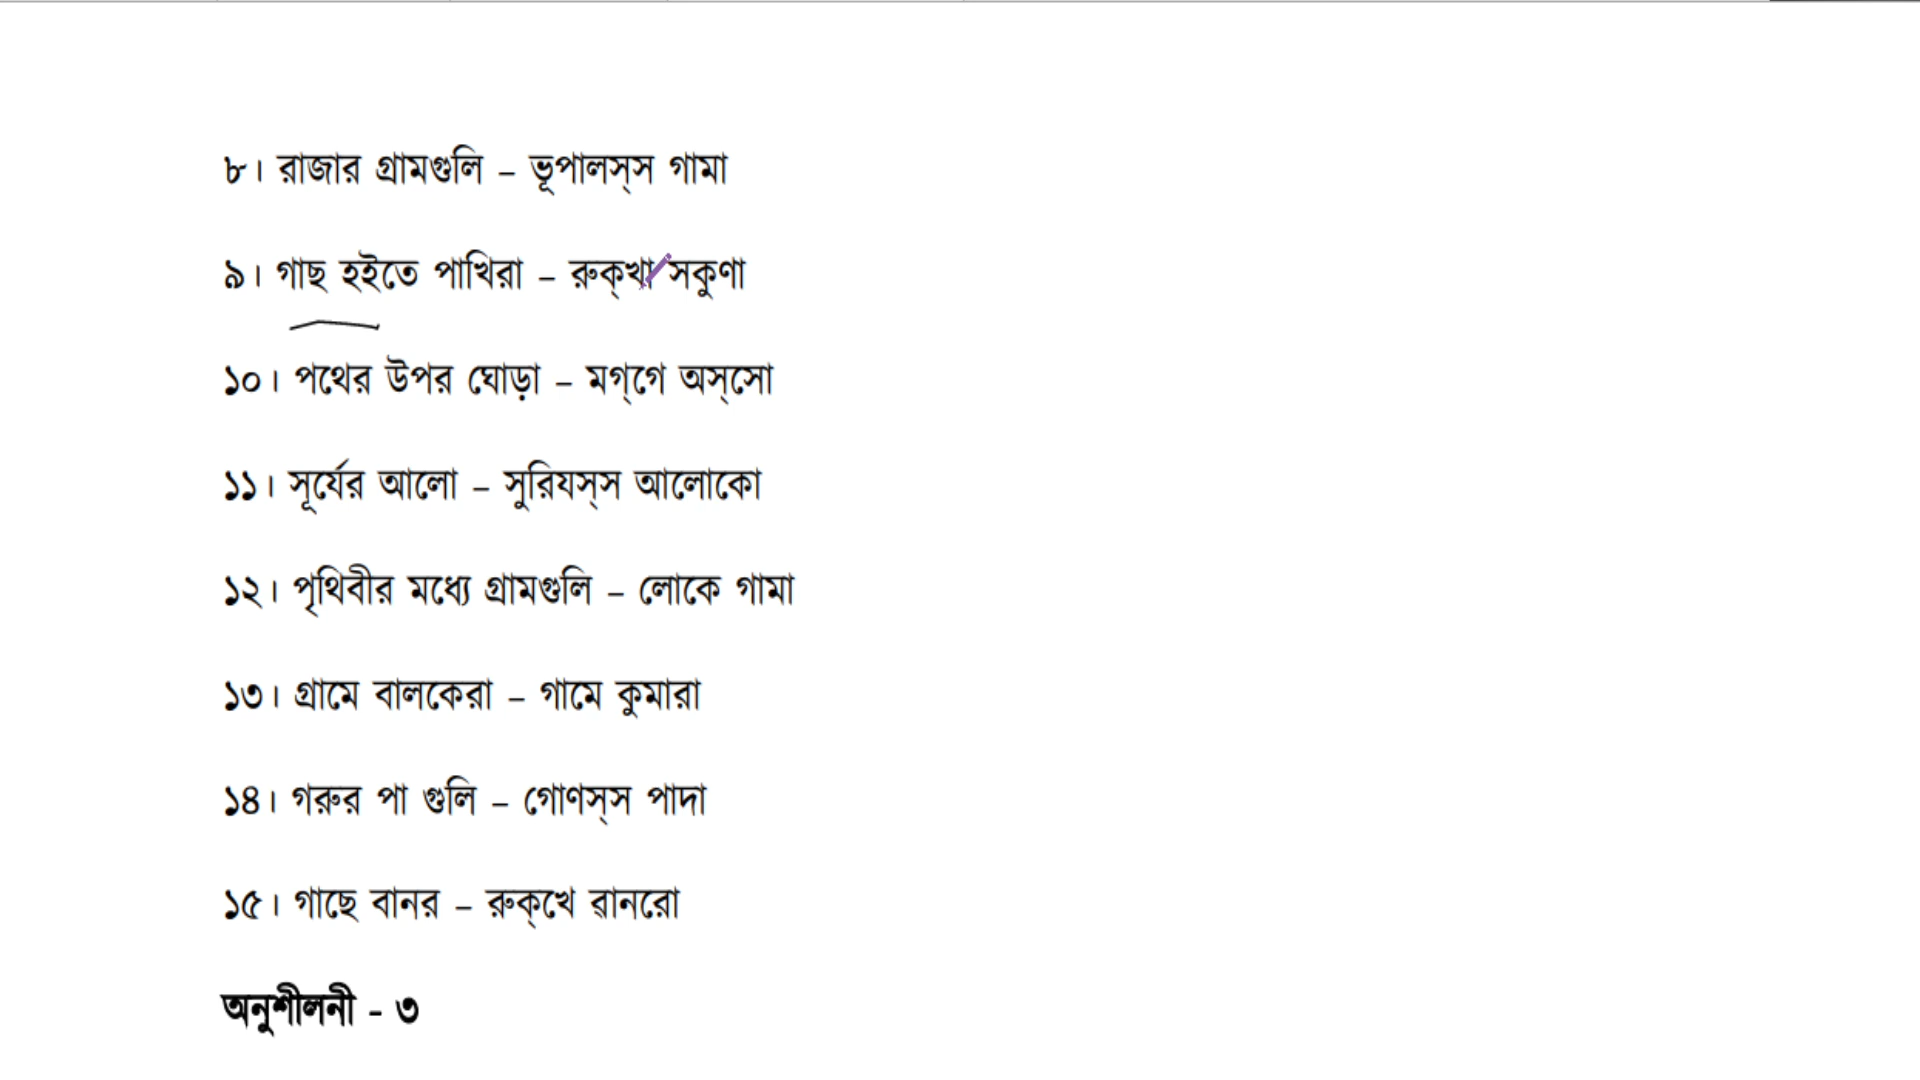 ৮। রাজার গ্রামগুলি – ভূপালস্‌স গামা
৯। গাছ হইতে পাখিরা – রুক্‌খা সকুণা
১০। পথের উপর ঘোড়া – মগ্‌গে অস্‌সো
১১। সূর্যের আলো – সুরিযস্‌স আলোকো
১২। পৃথিবীর মধ্যে গ্রামগুলি – লোকে গামা
১৩। গ্রামে বালকেরা – গামে কুমারা
১৪। গরুর পা গুলি – গোণস্‌স পাদা
১৫। গাছে বানর – রুক্‌খে ৱানরো
অনুশীলনী - ৩